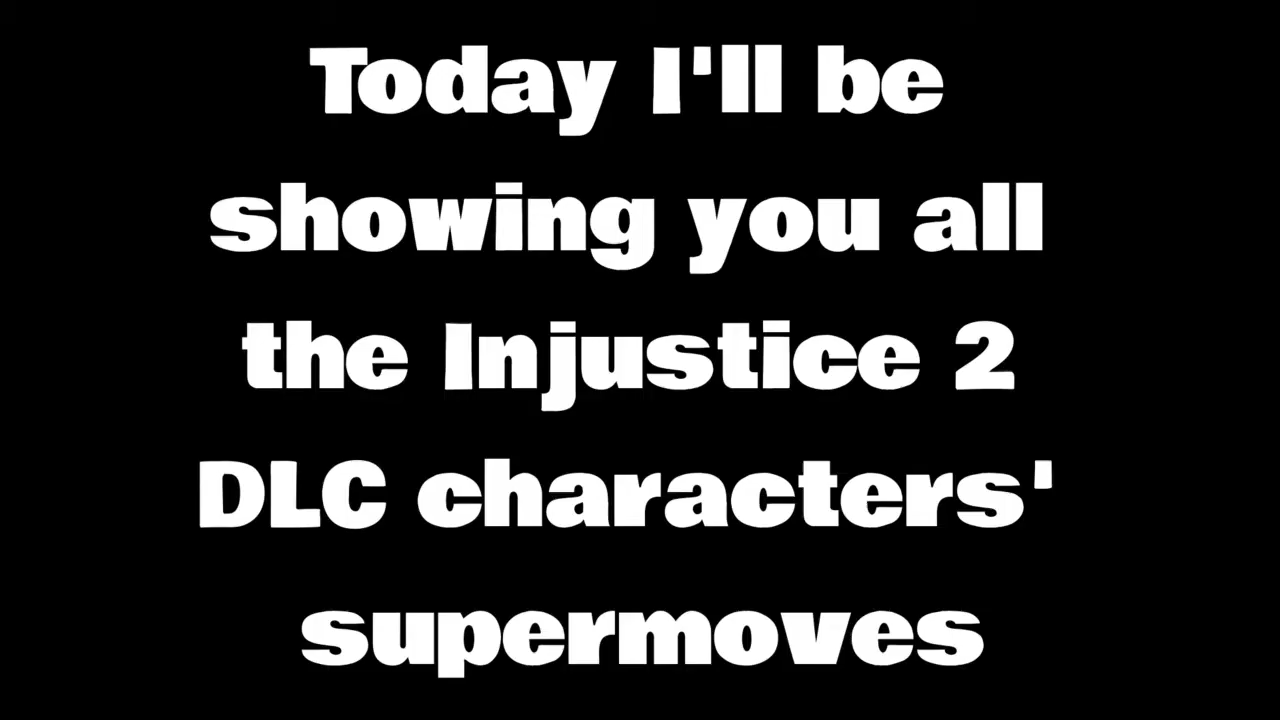 Today I'll be
showing you all
the Injustice 2
DLC characters'
supermoves